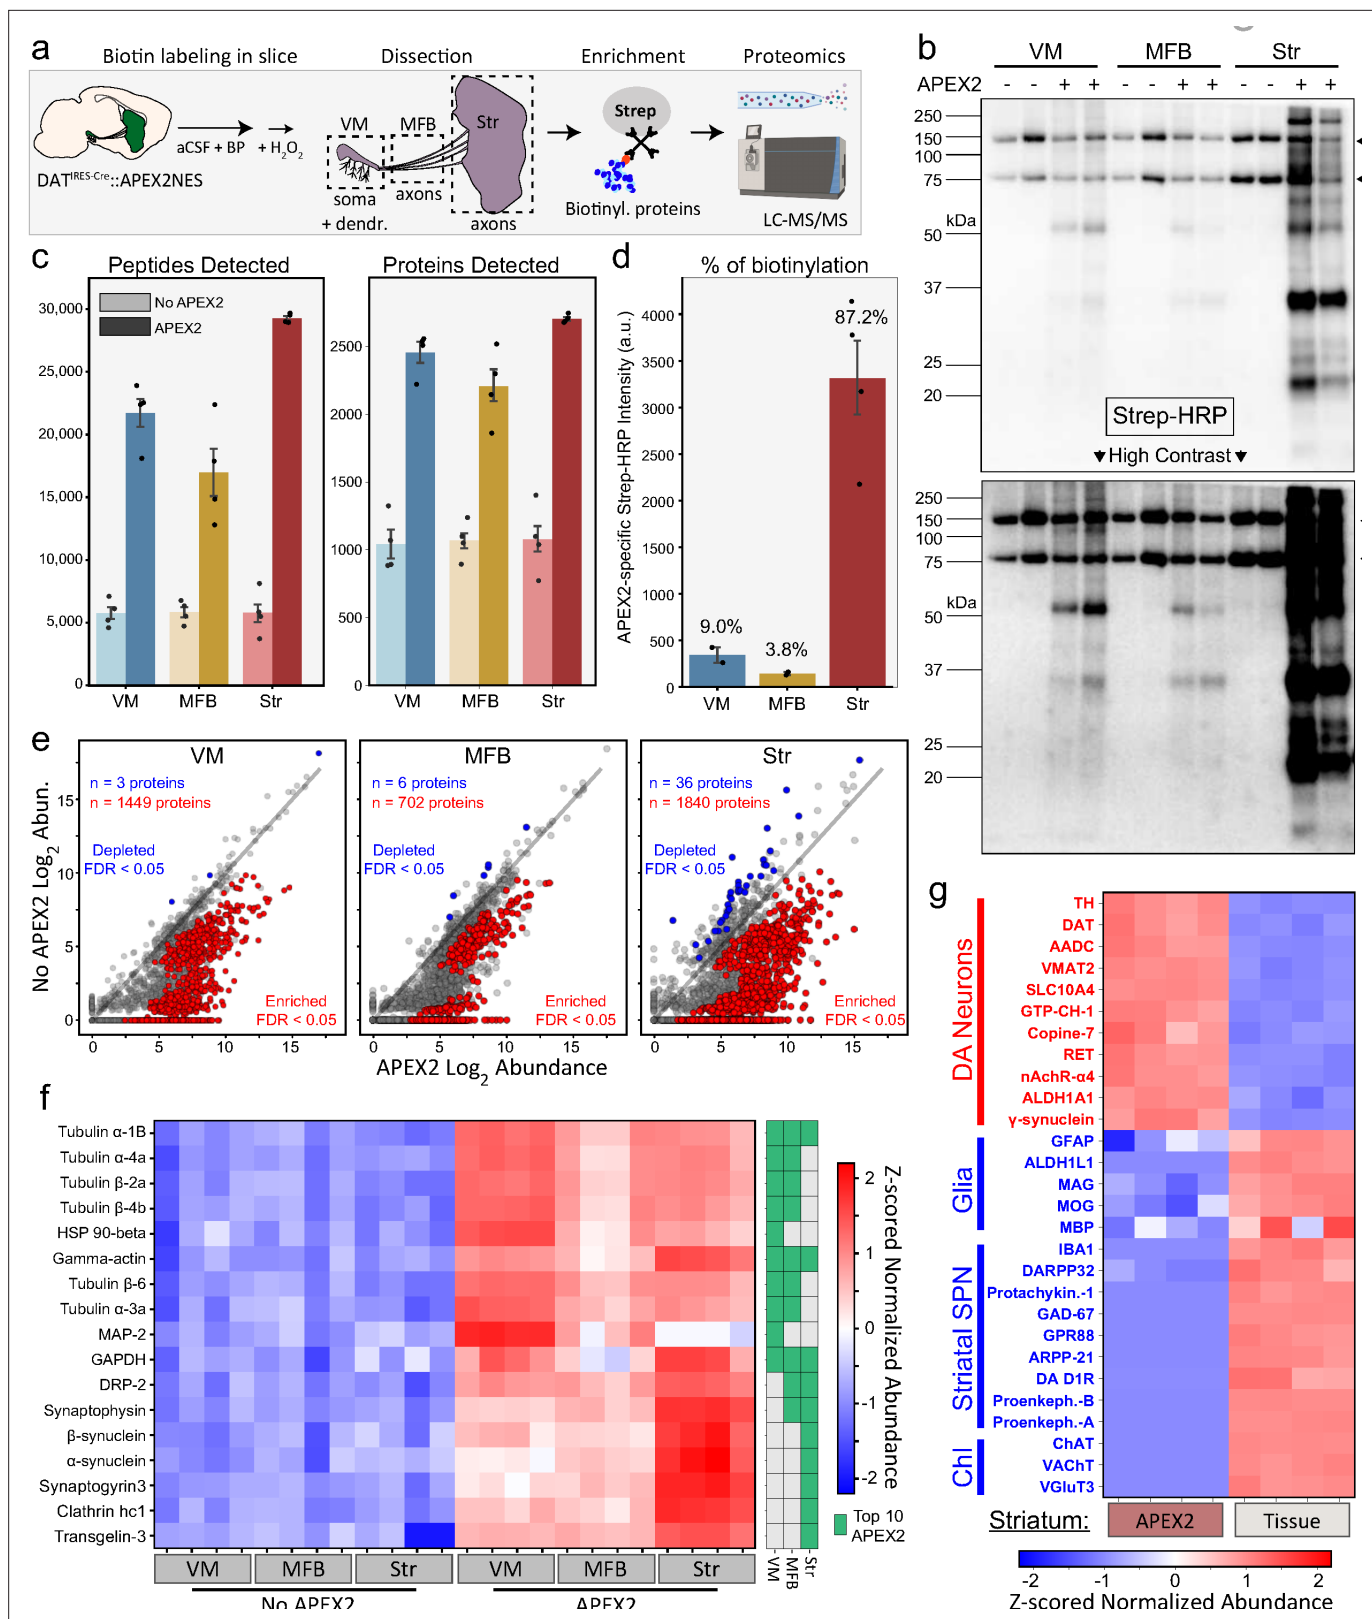 a
Biotin labeling in slice
Dissection
Enrichment
Proteomics
aCSF + BP
+ H2O2
DAT^IRES-Cre::APEX2NES
VM
MFB
Str
soma
+ dendr.
axons
axons
Strep
Biotinyl. proteins
LC-MS/MS
b
VM
MFB
Str
APEX2
- - + + - - + + - - + +
250
150
100
75
kDa
50
37
25
20
Strep-HRP
High Contrast
250
150
100
75
kDa
50
37
25
20
c
Peptides Detected
No APEX2
APEX2
30,000
25,000
20,000
15,000
10,000
5,000
0
VM
MFB
Str
Proteins Detected
2500
2000
1500
1000
500
0
VM
MFB
Str
d
% of biotinylation
APEX2-specific Strep-HRP Intensity (a.u.)
4000
3500
3000
2500
2000
1500
1000
500
0
9.0%
3.8%
87.2%
VM
MFB
Str
e
No APEX2 Log2 Abun.
VM
n = 3 proteins
n = 1449 proteins
Depleted
FDR < 0.05
Enriched
FDR < 0.05
15
10
5
0
0 5 10 15
MFB
n = 6 proteins
n = 702 proteins
Depleted
FDR < 0.05
Enriched
FDR < 0.05
0 5 10 15
Str
n = 36 proteins
n = 1840 proteins
Depleted
FDR < 0.05
Enriched
FDR < 0.05
0 5 10 15
APEX2 Log2 Abundance
f
Tubulin α-1B
Tubulin α-4a
Tubulin β-2a
Tubulin β-4b
HSP 90-beta
Gamma-actin
Tubulin β-6
Tubulin α-3a
MAP-2
GAPDH
DRP-2
Synaptophysin
β-synuclein
α-synuclein
Synaptogyrin3
Clathrin hc1
Transgelin-3
VM
MFB
Str
VM
MFB
Str
No APEX2
APEX2
VM
MFB
Str
2
1
0
-1
-2
Z-scored Normalized Abundance
Top 10
APEX2
g
DA Neurons
TH
DAT
AADC
VMAT2
SLC10A4
GTP-CH-1
Copine-7
RET
nAchR-α4
ALDH1A1
γ-synuclein
Glia
GFAP
ALDH1L1
MAG
MOG
MBP
IBA1
Striatal SPN
DARPP32
Protachykin.-1
GAD-67
GPR88
ARPP-21
DA D1R
Proenkeph.-B
Proenkeph.-A
ChI
ChAT
VAChT
VGluT3
Striatum:
APEX2
Tissue
-2 -1 0 1 2
Z-scored Normalized Abundance